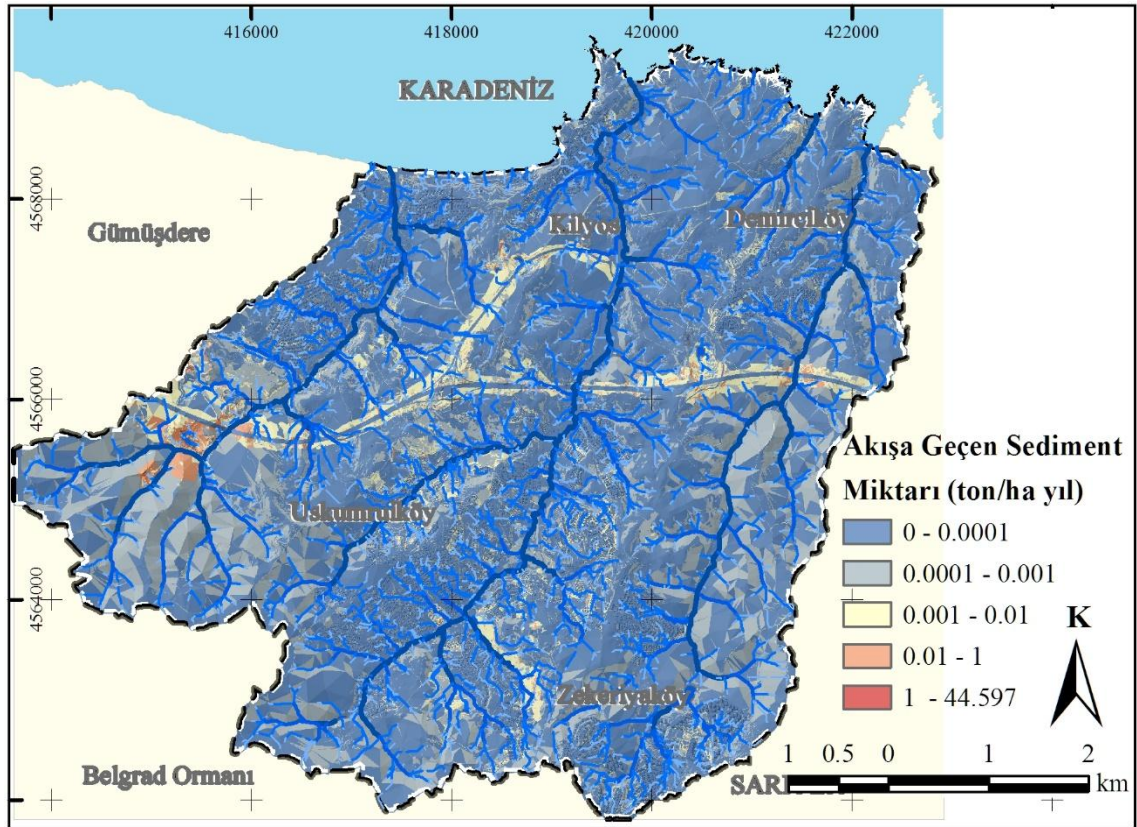 416000 418000 420000 422000
KARADENİZ
4568000
Gümüşdere
Kilyos
Demirçiköy
4566000
Akışa Geçen Sediment
Miktarı (ton/ha yıl)
Uskumruiköy
0 - 0.0001
0.0001 - 0.001
4564000
0.001 - 0.01
K
0.01 - 1
Zekeriyaköy
1 - 44.597
Belgrad Ormanı
1 0.5 0 1 2
km